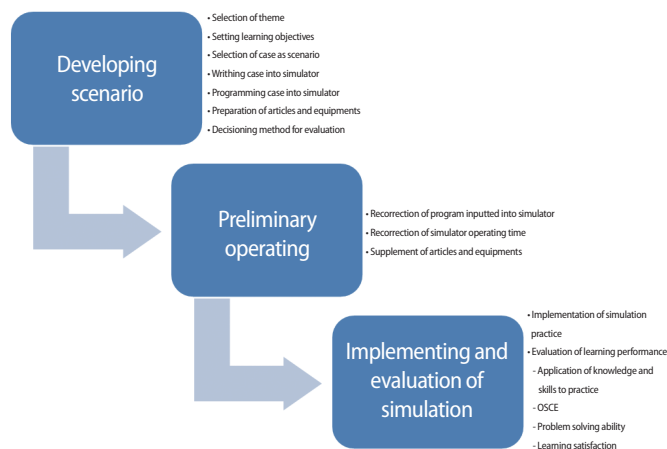 Developing
scenario
• Selection of theme
• Setting learning objectives
• Selection of case as scenario
• Writhing case into simulator
• Programming case into simulator
• Preparation of articles and equipments
• Decisioning method for evaluation
Preliminary
operating
• Recorrection of program inputted into simulator
• Recorrection of simulator operating time
• Supplement of articles and equipments
Implementing and
evaluation of
simulation
• Implementation of simulation
practice
• Evaluation of learning performance
- Application of knowledge and
skills to practice
- OSCE
- Problem solving ability
- Learning satisfaction